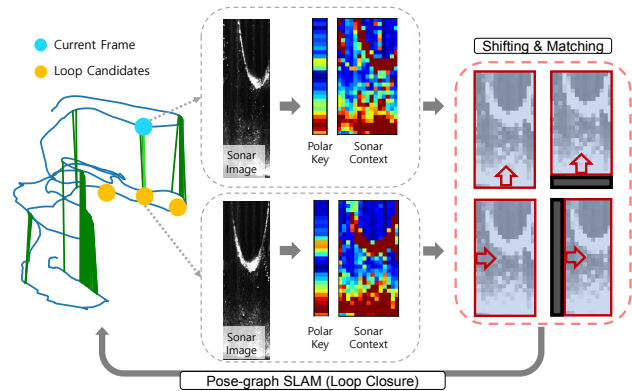 Current Frame
Loop Candidates
Sonar
Image
Polar
Key
Sonar
Context
Shifting & Matching
Sonar
Image
Polar
Key
Sonar
Context
Pose-graph SLAM (Loop Closure)